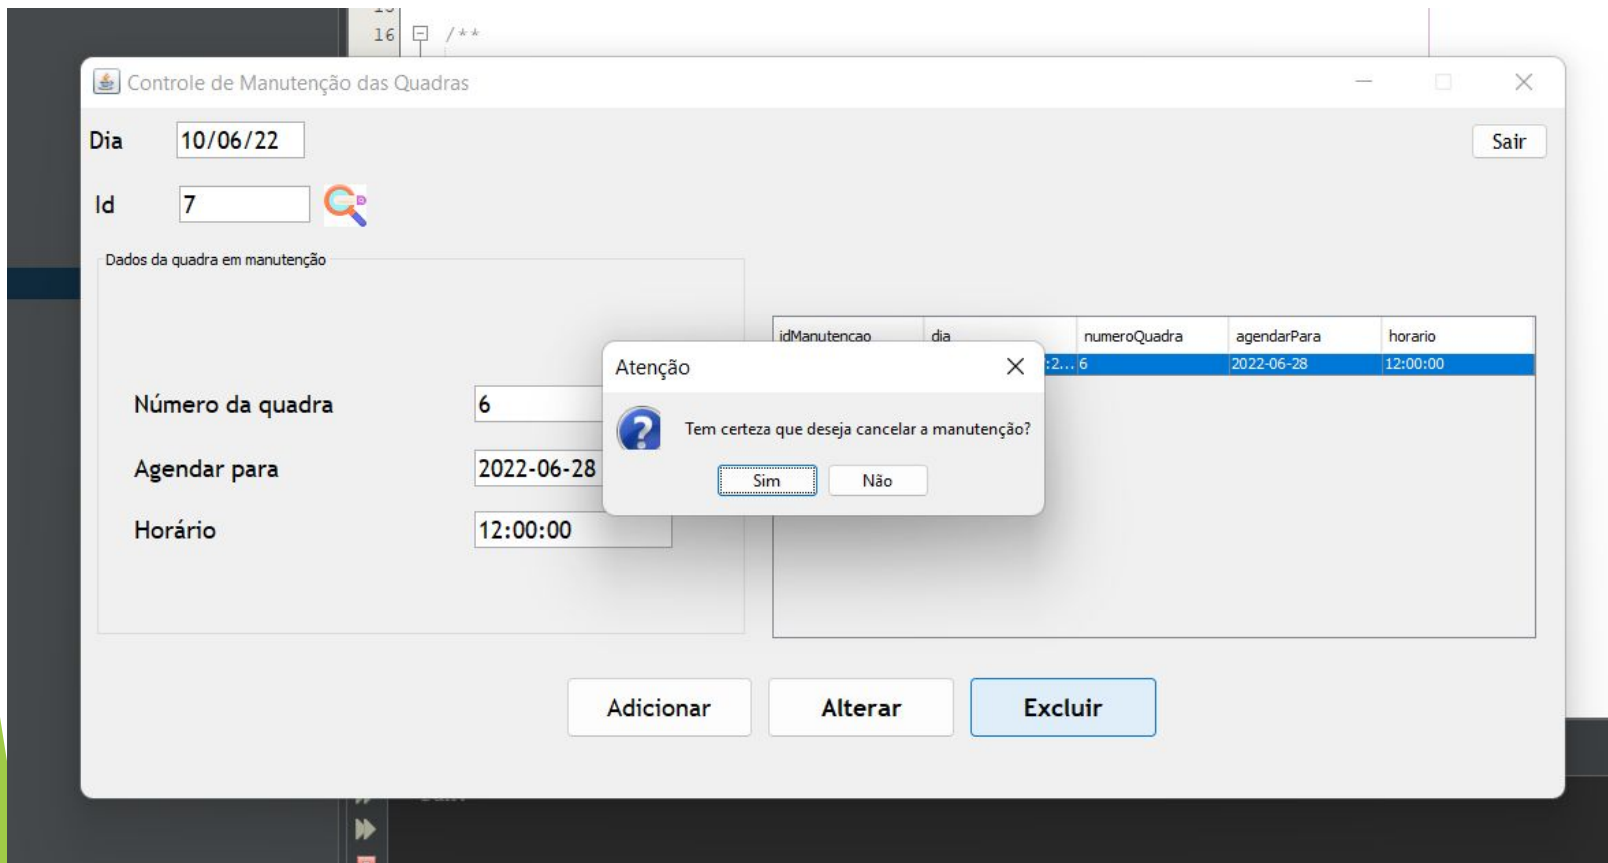 16 /**
Controle de Manutenção das Quadras
Dia 10/06/22 Sair
Id 7
Dados da quadra em manutenção
idManutencao dia numeroQuadra agendarPara horario
:2... 6 2022-06-28 12:00:00
Atenção
Tem certeza que deseja cancelar a manutenção?
Sim Não
Número da quadra 6
Agendar para 2022-06-28
Horário 12:00:00
Adicionar Alterar Excluir